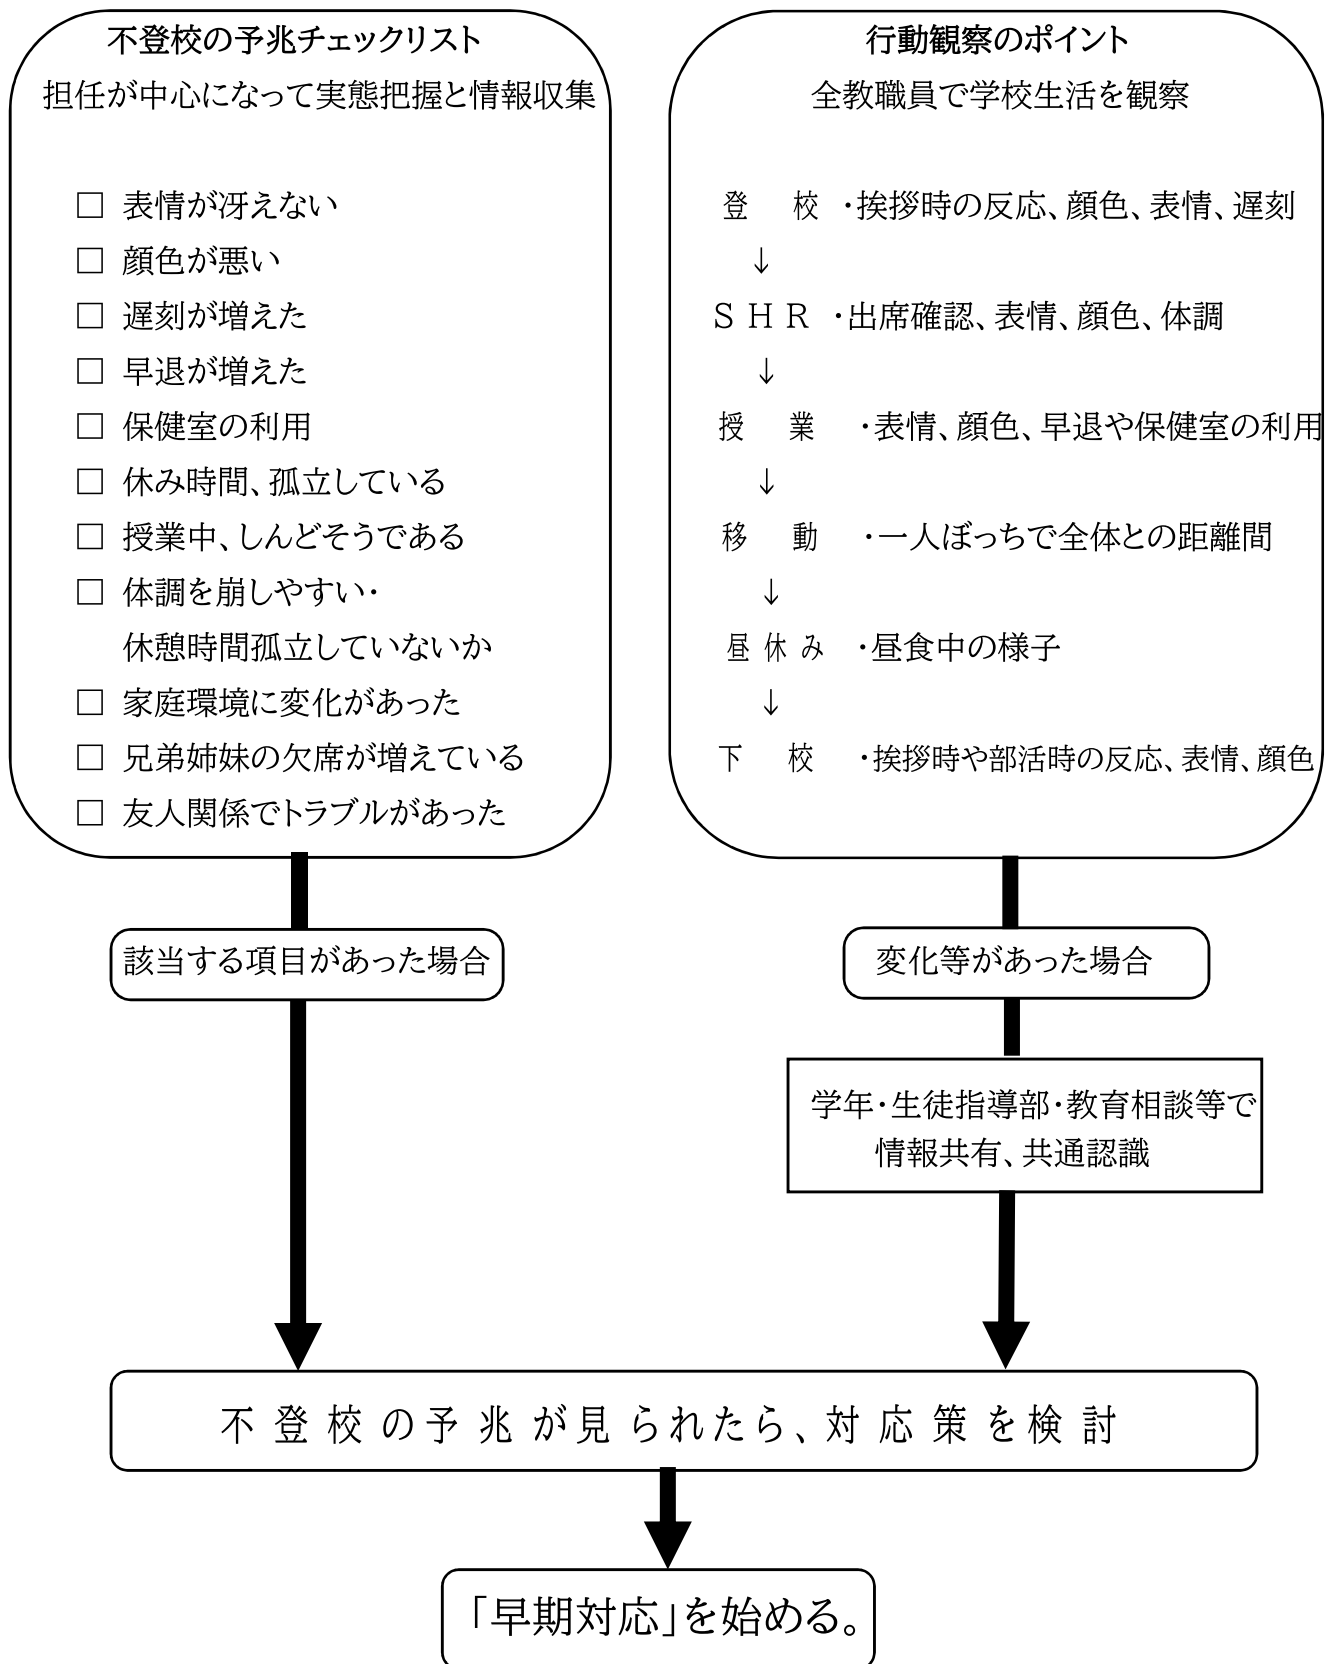 不登校の予兆チェックリスト
担任が中心になって実態把握と情報収集
□ 表情が冴えない
□ 顔色が悪い
□ 遅刻が増えた
□ 早退が増えた
□ 保健室の利用
□ 休み時間、孤立している
□ 授業中、しんどそうである
□ 体調を崩しやすい・
休憩時間孤立していないか
□ 家庭環境に変化があった
□ 兄弟姉妹の欠席が増えている
□ 友人関係でトラブルがあった
該当する項目があった場合
行動観察のポイント
全教職員で学校生活を観察
登　校 ・挨拶時の反応、顔色、表情、遅刻
↓
ＳＨＲ ・出席確認、表情、顔色、体調
↓
授　業 ・表情、顔色、早退や保健室の利用
↓
移　動 ・一人ぼっちで全体との距離間
↓
昼休み ・昼食中の様子
↓
下　校 ・挨拶時や部活時の反応、表情、顔色
変化等があった場合
学年・生徒指導部・教育相談等で
情報共有、共通認識
不登校の予兆が見られたら、対応策を検討
「早期対応」を始める。